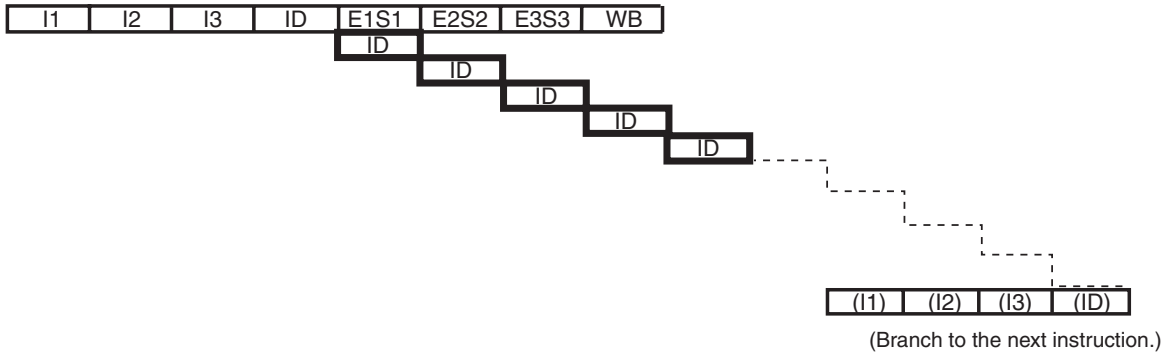 I1 I2 I3 ID E1S1 E2S2 E3S3 WB
ID
ID
ID
ID
ID
(I1) (I2) (I3) (ID)
(Branch to the next instruction.)